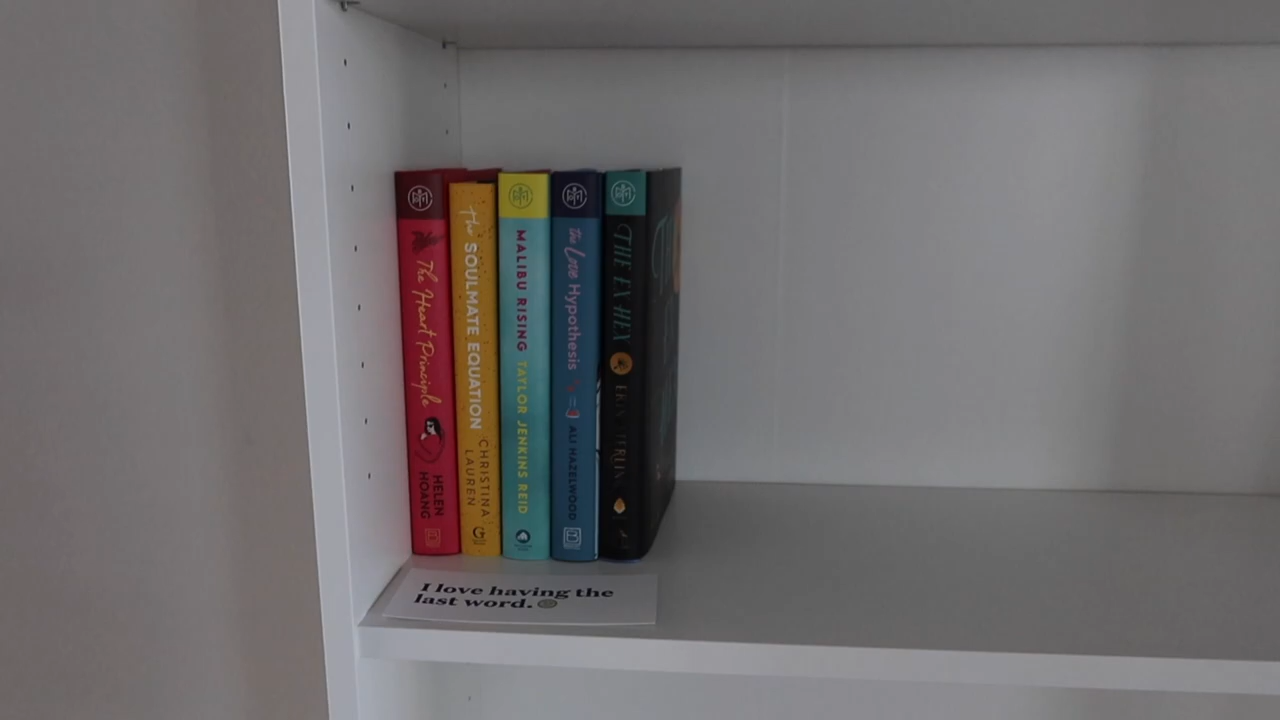 The Heart Principle
HELEN
HOANG
the SOULMATE EQUATION
CHRISTINA
LAUREN
MALIBU RISING TAYLOR JENKINS REID
the Love Hypothesis ALI HAZELWOOD
THE EX HEX ERIN STERLING
I love having the
last word.